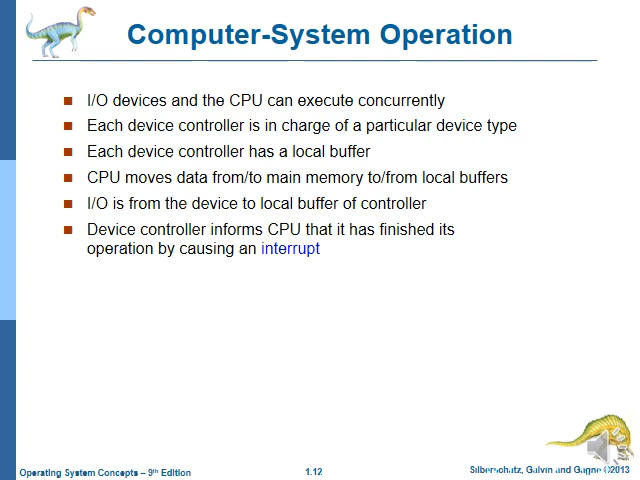 Computer-System Operation
I/O devices and the CPU can execute concurrently
Each device controller is in charge of a particular device type
Each device controller has a local buffer
CPU moves data from/to main memory to/from local buffers
I/O is from the device to local buffer of controller
Device controller informs CPU that it has finished its
operation by causing an interrupt
Operating System Concepts – 9th Edition
1.12
Silberschatz, Galvin and Gagne ©2013